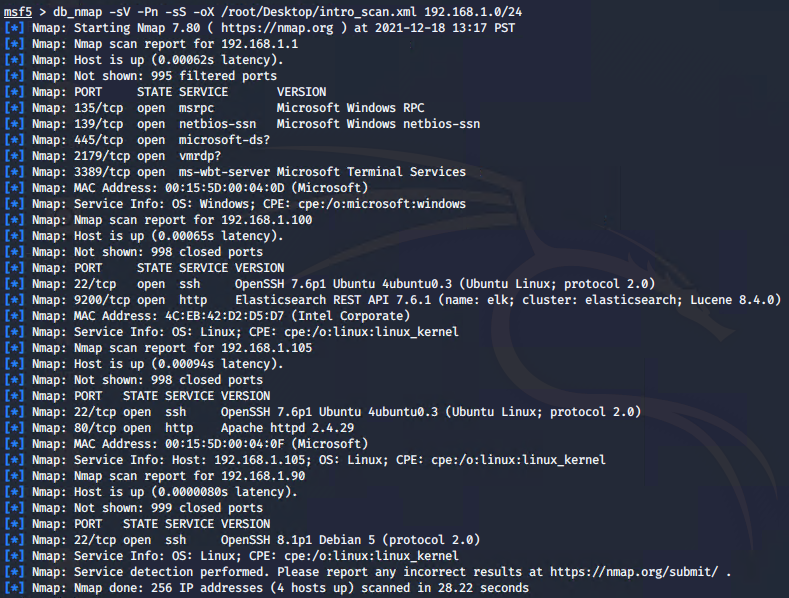 msf5 > db_nmap -sV -Pn -sS -oX /root/Desktop/intro_scan.xml 192.168.1.0/24
[*] Nmap: Starting Nmap 7.80 ( https://nmap.org ) at 2021-12-18 13:17 PST
[*] Nmap: Nmap scan report for 192.168.1.1
[*] Nmap: Host is up (0.00062s latency).
[*] Nmap: Not shown: 995 filtered ports
[*] Nmap: PORT     STATE SERVICE       VERSION
[*] Nmap: 135/tcp  open  msrpc         Microsoft Windows RPC
[*] Nmap: 139/tcp  open  netbios-ssn   Microsoft Windows netbios-ssn
[*] Nmap: 445/tcp  open  microsoft-ds?
[*] Nmap: 2179/tcp open  vmrdp?
[*] Nmap: 3389/tcp open  ms-wbt-server Microsoft Terminal Services
[*] Nmap: MAC Address: 00:15:5D:00:04:0D (Microsoft)
[*] Nmap: Service Info: OS: Windows; CPE: cpe:/o:microsoft:windows
[*] Nmap: Nmap scan report for 192.168.1.100
[*] Nmap: Host is up (0.00065s latency).
[*] Nmap: Not shown: 998 closed ports
[*] Nmap: PORT     STATE SERVICE VERSION
[*] Nmap: 22/tcp   open  ssh     OpenSSH 7.6p1 Ubuntu 4ubuntu0.3 (Ubuntu Linux; protocol 2.0)
[*] Nmap: 9200/tcp open  http    Elasticsearch REST API 7.6.1 (name: elk; cluster: elasticsearch; Lucene 8.4.0)
[*] Nmap: MAC Address: 4C:EB:42:D2:D5:D7 (Intel Corporate)
[*] Nmap: Service Info: OS: Linux; CPE: cpe:/o:linux:linux_kernel
[*] Nmap: Nmap scan report for 192.168.1.105
[*] Nmap: Host is up (0.00094s latency).
[*] Nmap: Not shown: 998 closed ports
[*] Nmap: PORT   STATE SERVICE VERSION
[*] Nmap: 22/tcp open  ssh     OpenSSH 7.6p1 Ubuntu 4ubuntu0.3 (Ubuntu Linux; protocol 2.0)
[*] Nmap: 80/tcp open  http    Apache httpd 2.4.29
[*] Nmap: MAC Address: 00:15:5D:00:04:0F (Microsoft)
[*] Nmap: Service Info: Host: 192.168.1.105; OS: Linux; CPE: cpe:/o:linux:linux_kernel
[*] Nmap: Nmap scan report for 192.168.1.90
[*] Nmap: Host is up (0.0000080s latency).
[*] Nmap: Not shown: 999 closed ports
[*] Nmap: PORT   STATE SERVICE VERSION
[*] Nmap: 22/tcp open  ssh     OpenSSH 8.1p1 Debian 5 (protocol 2.0)
[*] Nmap: Service Info: OS: Linux; CPE: cpe:/o:linux:linux_kernel
[*] Nmap: Service detection performed. Please report any incorrect results at https://nmap.org/submit/ .
[*] Nmap: Nmap done: 256 IP addresses (4 hosts up) scanned in 28.22 seconds